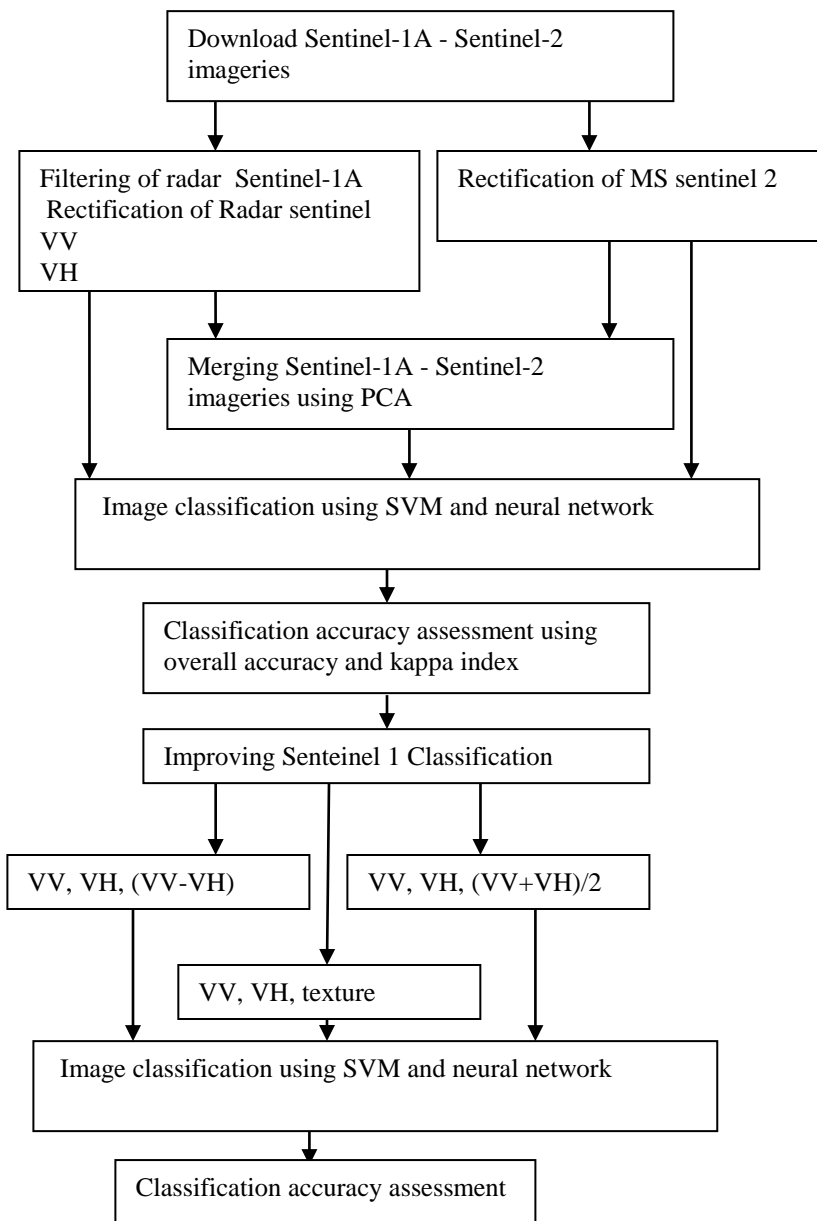 Download Sentinel-1A - Sentinel-2
imageries
Filtering of radar  Sentinel-1A
Rectification of Radar sentinel
VV
VH
Rectification of MS sentinel 2
Merging Sentinel-1A - Sentinel-2
imageries using PCA
Image classification using SVM and neural network
Classification accuracy assessment using
overall accuracy and kappa index
Improving Senteinel 1 Classification
VV, VH, (VV-VH)
VV, VH, (VV+VH)/2
VV, VH, texture
Image classification using SVM and neural network
Classification accuracy assessment